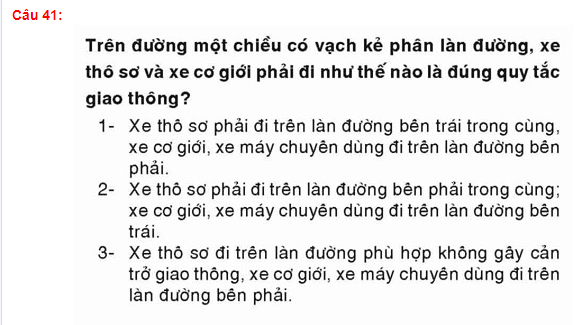 Câu 41:
Trên đường một chiều có vạch kẻ phân làn đường, xe
thô sơ và xe cơ giới phải đi như thế nào là đúng quy tắc
giao thông?
1- Xe thô sơ phải đi trên làn đường bên trái trong cùng,
xe cơ giới, xe máy chuyên dùng đi trên làn đường bên
phải.
2- Xe thô sơ phải đi trên làn đường bên phải trong cùng;
xe cơ giới, xe máy chuyên dùng đi trên làn đường bên
trái.
3- Xe thô sơ đi trên làn đường phù hợp không gây cản
trở giao thông, xe cơ giới, xe máy chuyên dùng đi trên
làn đường bên phải.